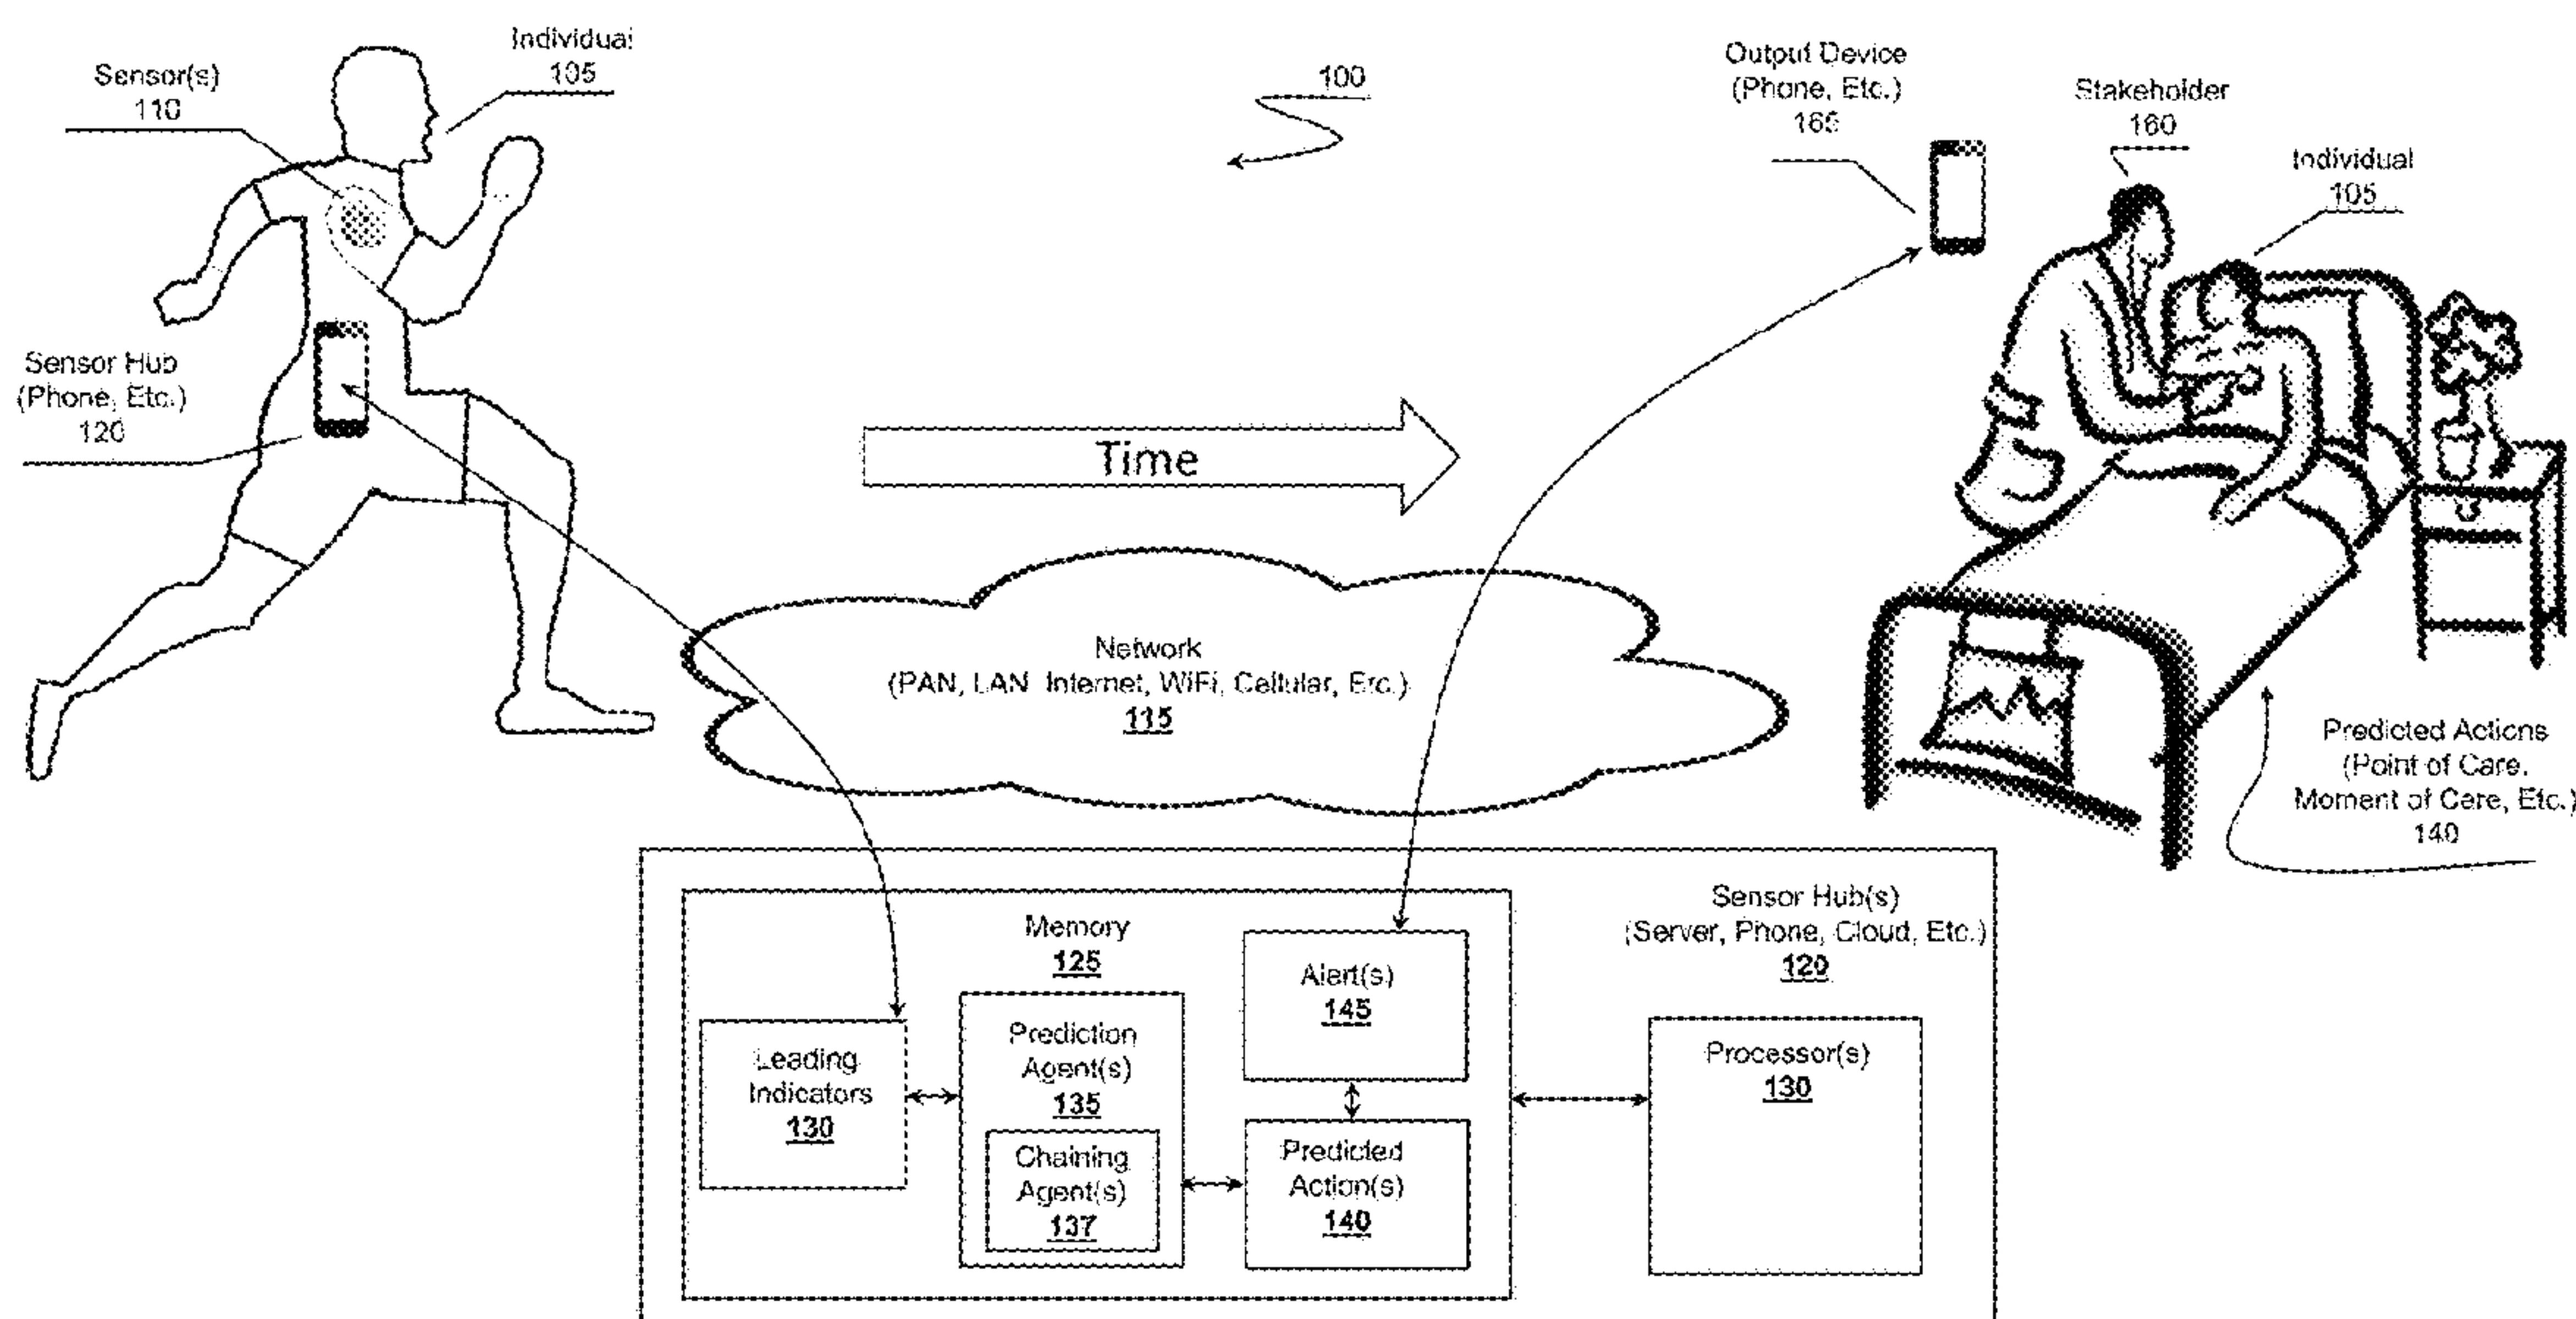 Individual
105
Sensor(s)
110
100
Output Device
(Phone, Etc.)
165
Stakeholder
160
Individual
105
Sensor Hub
(Phone, Etc.)
120
Time
Network
(PAN, LAN Internet, WiFi, Cellular, Etc.)
115
Predicted Actions
(Point of Care,
Moment of Care, Etc.)
140
Sensor Hub(s)
(Server, Phone, Cloud, Etc.)
120
Memory
125
Leading
Indicators
130
Prediction
Agent(s)
135
Chaining
Agent(s)
137
Alert(s)
145
Predicted
Action(s)
140
Processor(s)
130